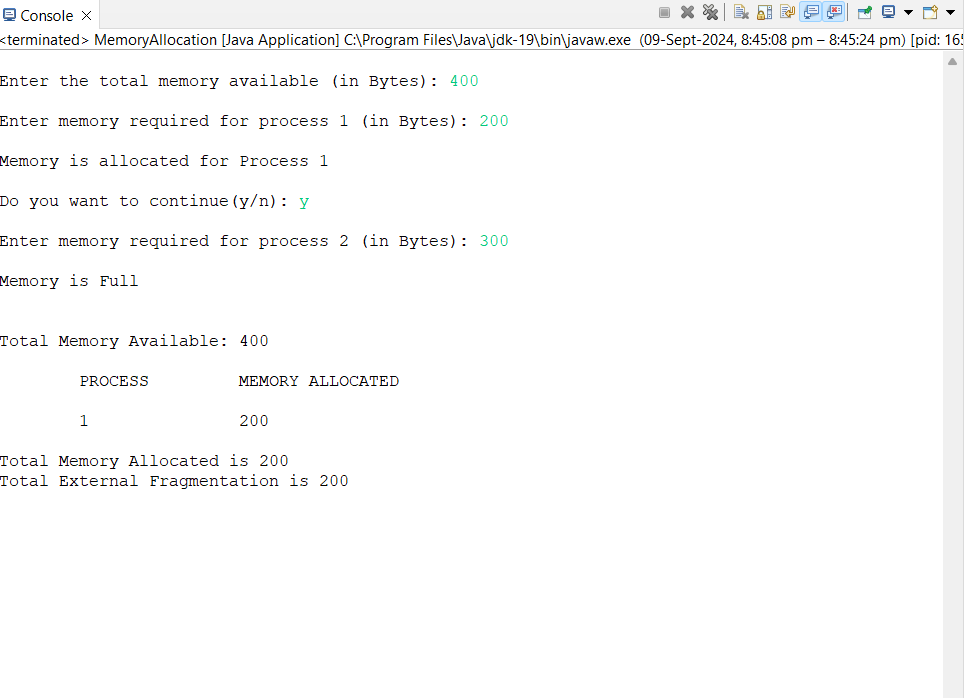 Console
<terminated> MemoryAllocation [Java Application] C:\Program Files\Java\jdk-19\bin\javaw.exe (09-Sept-2024, 8:45:08 pm – 8:45:24 pm) [pid: 165
Enter the total memory available (in Bytes): 400
Enter memory required for process 1 (in Bytes): 200
Memory is allocated for Process 1
Do you want to continue(y/n): y
Enter memory required for process 2 (in Bytes): 300
Memory is Full
Total Memory Available: 400
PROCESS MEMORY ALLOCATED
1 200
Total Memory Allocated is 200
Total External Fragmentation is 200